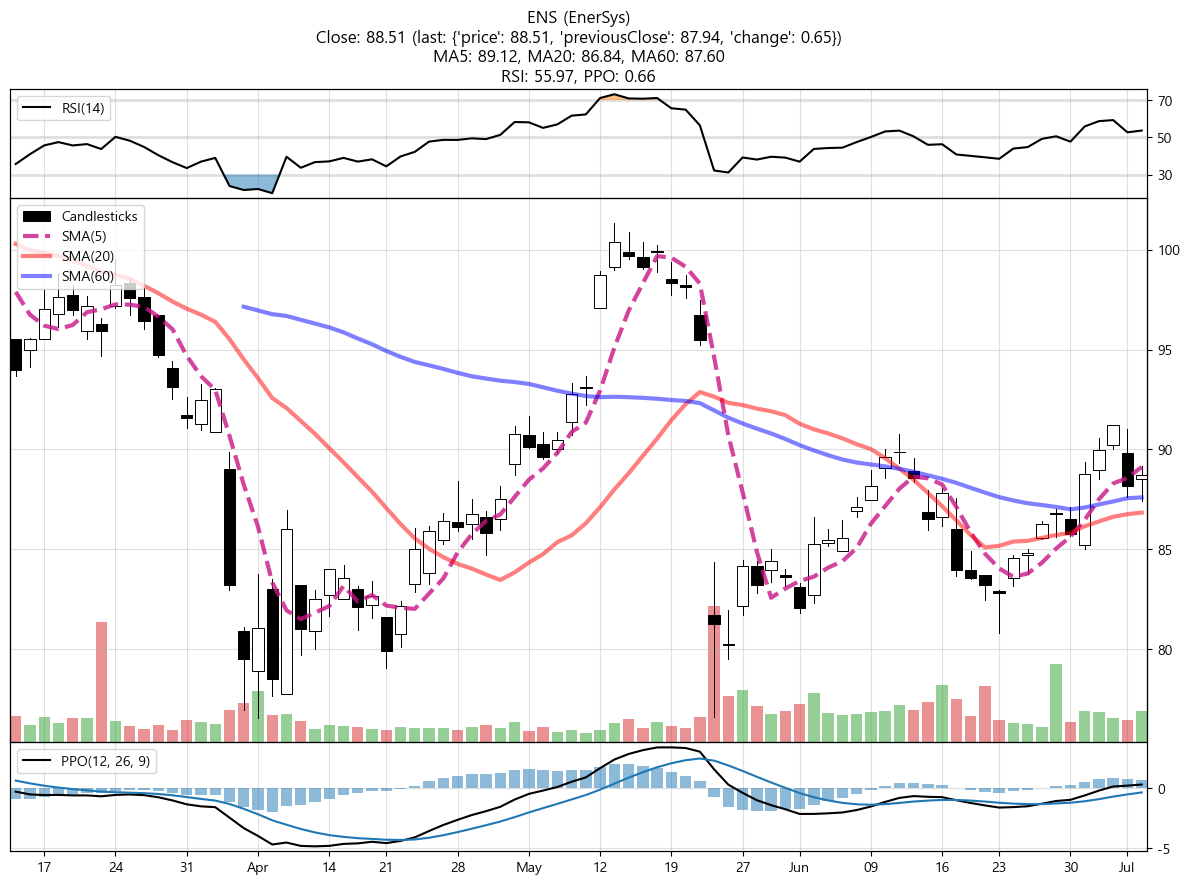 ENS (EnerSys)
Close: 88.51 (last: {'price': 88.51, 'previousClose': 87.94, 'change': 0.65})
MA5: 89.12, MA20: 86.84, MA60: 87.60
RSI: 55.97, PPO: 0.66
RSI(14)
70
50
30
Candlesticks
SMA(5)
SMA(20)
SMA(60)
100
95
90
85
80
PPO(12, 26, 9)
0
-5
17 24 31 Apr 14 21 28 May 12 19 27 Jun 09 16 23 30 Jul